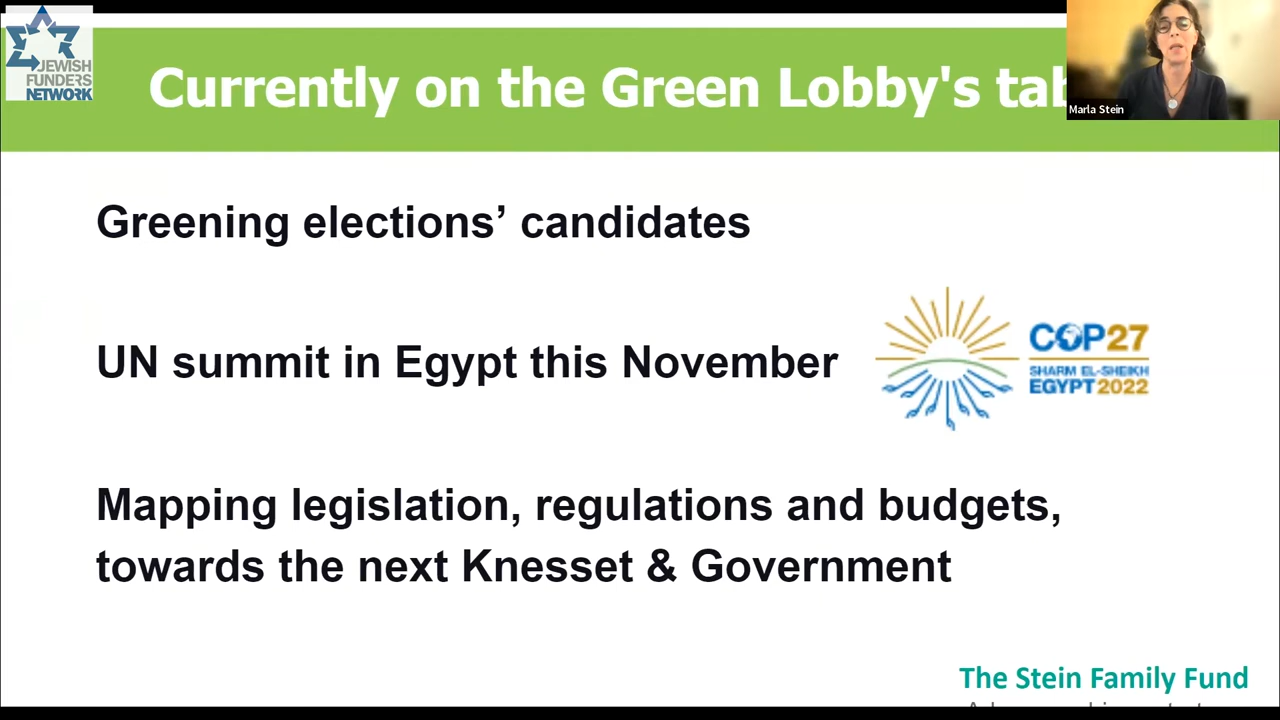 JEWISH
FUNDERS
NETWORK
Currently on the Green Lobby's
Marla Stein
Greening elections’ candidates
UN summit in Egypt this November
COP27
SHARM EL-SHEIKH
EGYPT 2022
Mapping legislation, regulations and budgets,
towards the next Knesset & Government
The Stein Family Fund